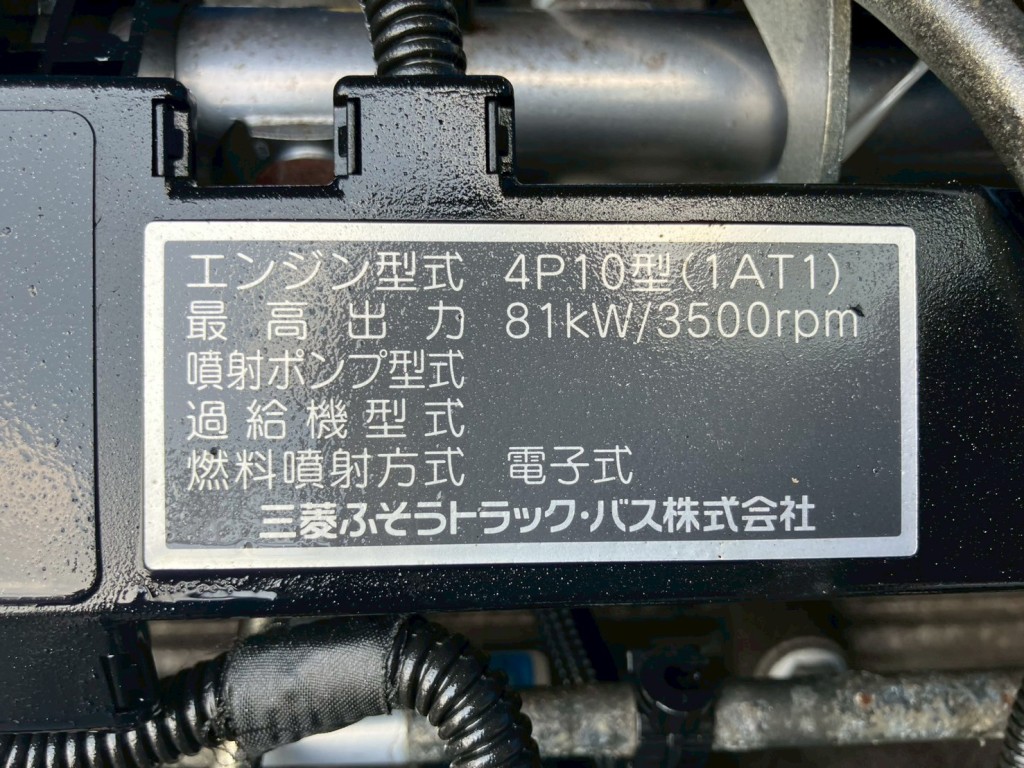 エンジン型式 4P10型(1AT1)
最高出力 81kW/3500rpm
噴射ポンプ型式
過給機型式
燃料噴射方式 電子式
三菱ふそうトラック・バス株式会社